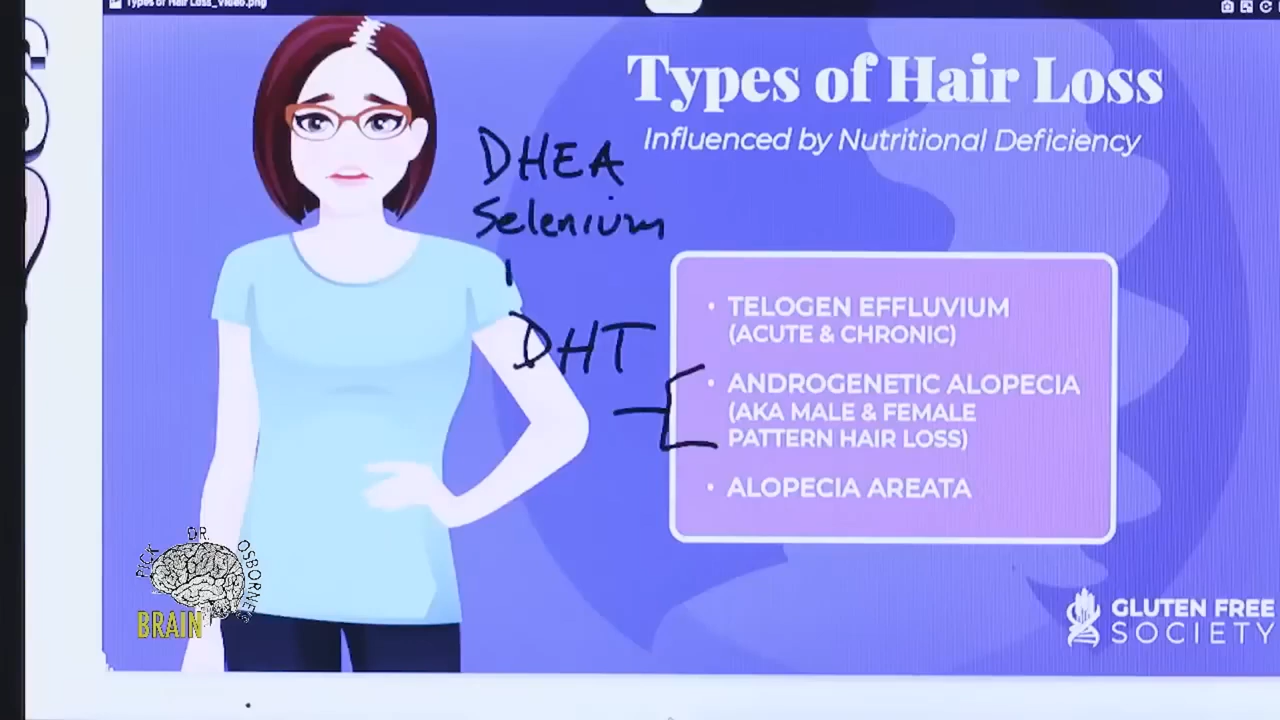 Types of Hair Loss_Video.png
Types of Hair Loss
Influenced by Nutritional Deficiency
DHEA
Selenium
DHT
• TELOGEN EFFLUVIUM
(ACUTE & CHRONIC)
• ANDROGENETIC ALOPECIA
(AKA MALE & FEMALE
PATTERN HAIR LOSS)
• ALOPECIA AREATA
PICK DR. OSBORNE'S
BRAIN
GLUTEN FREE
SOCIETY